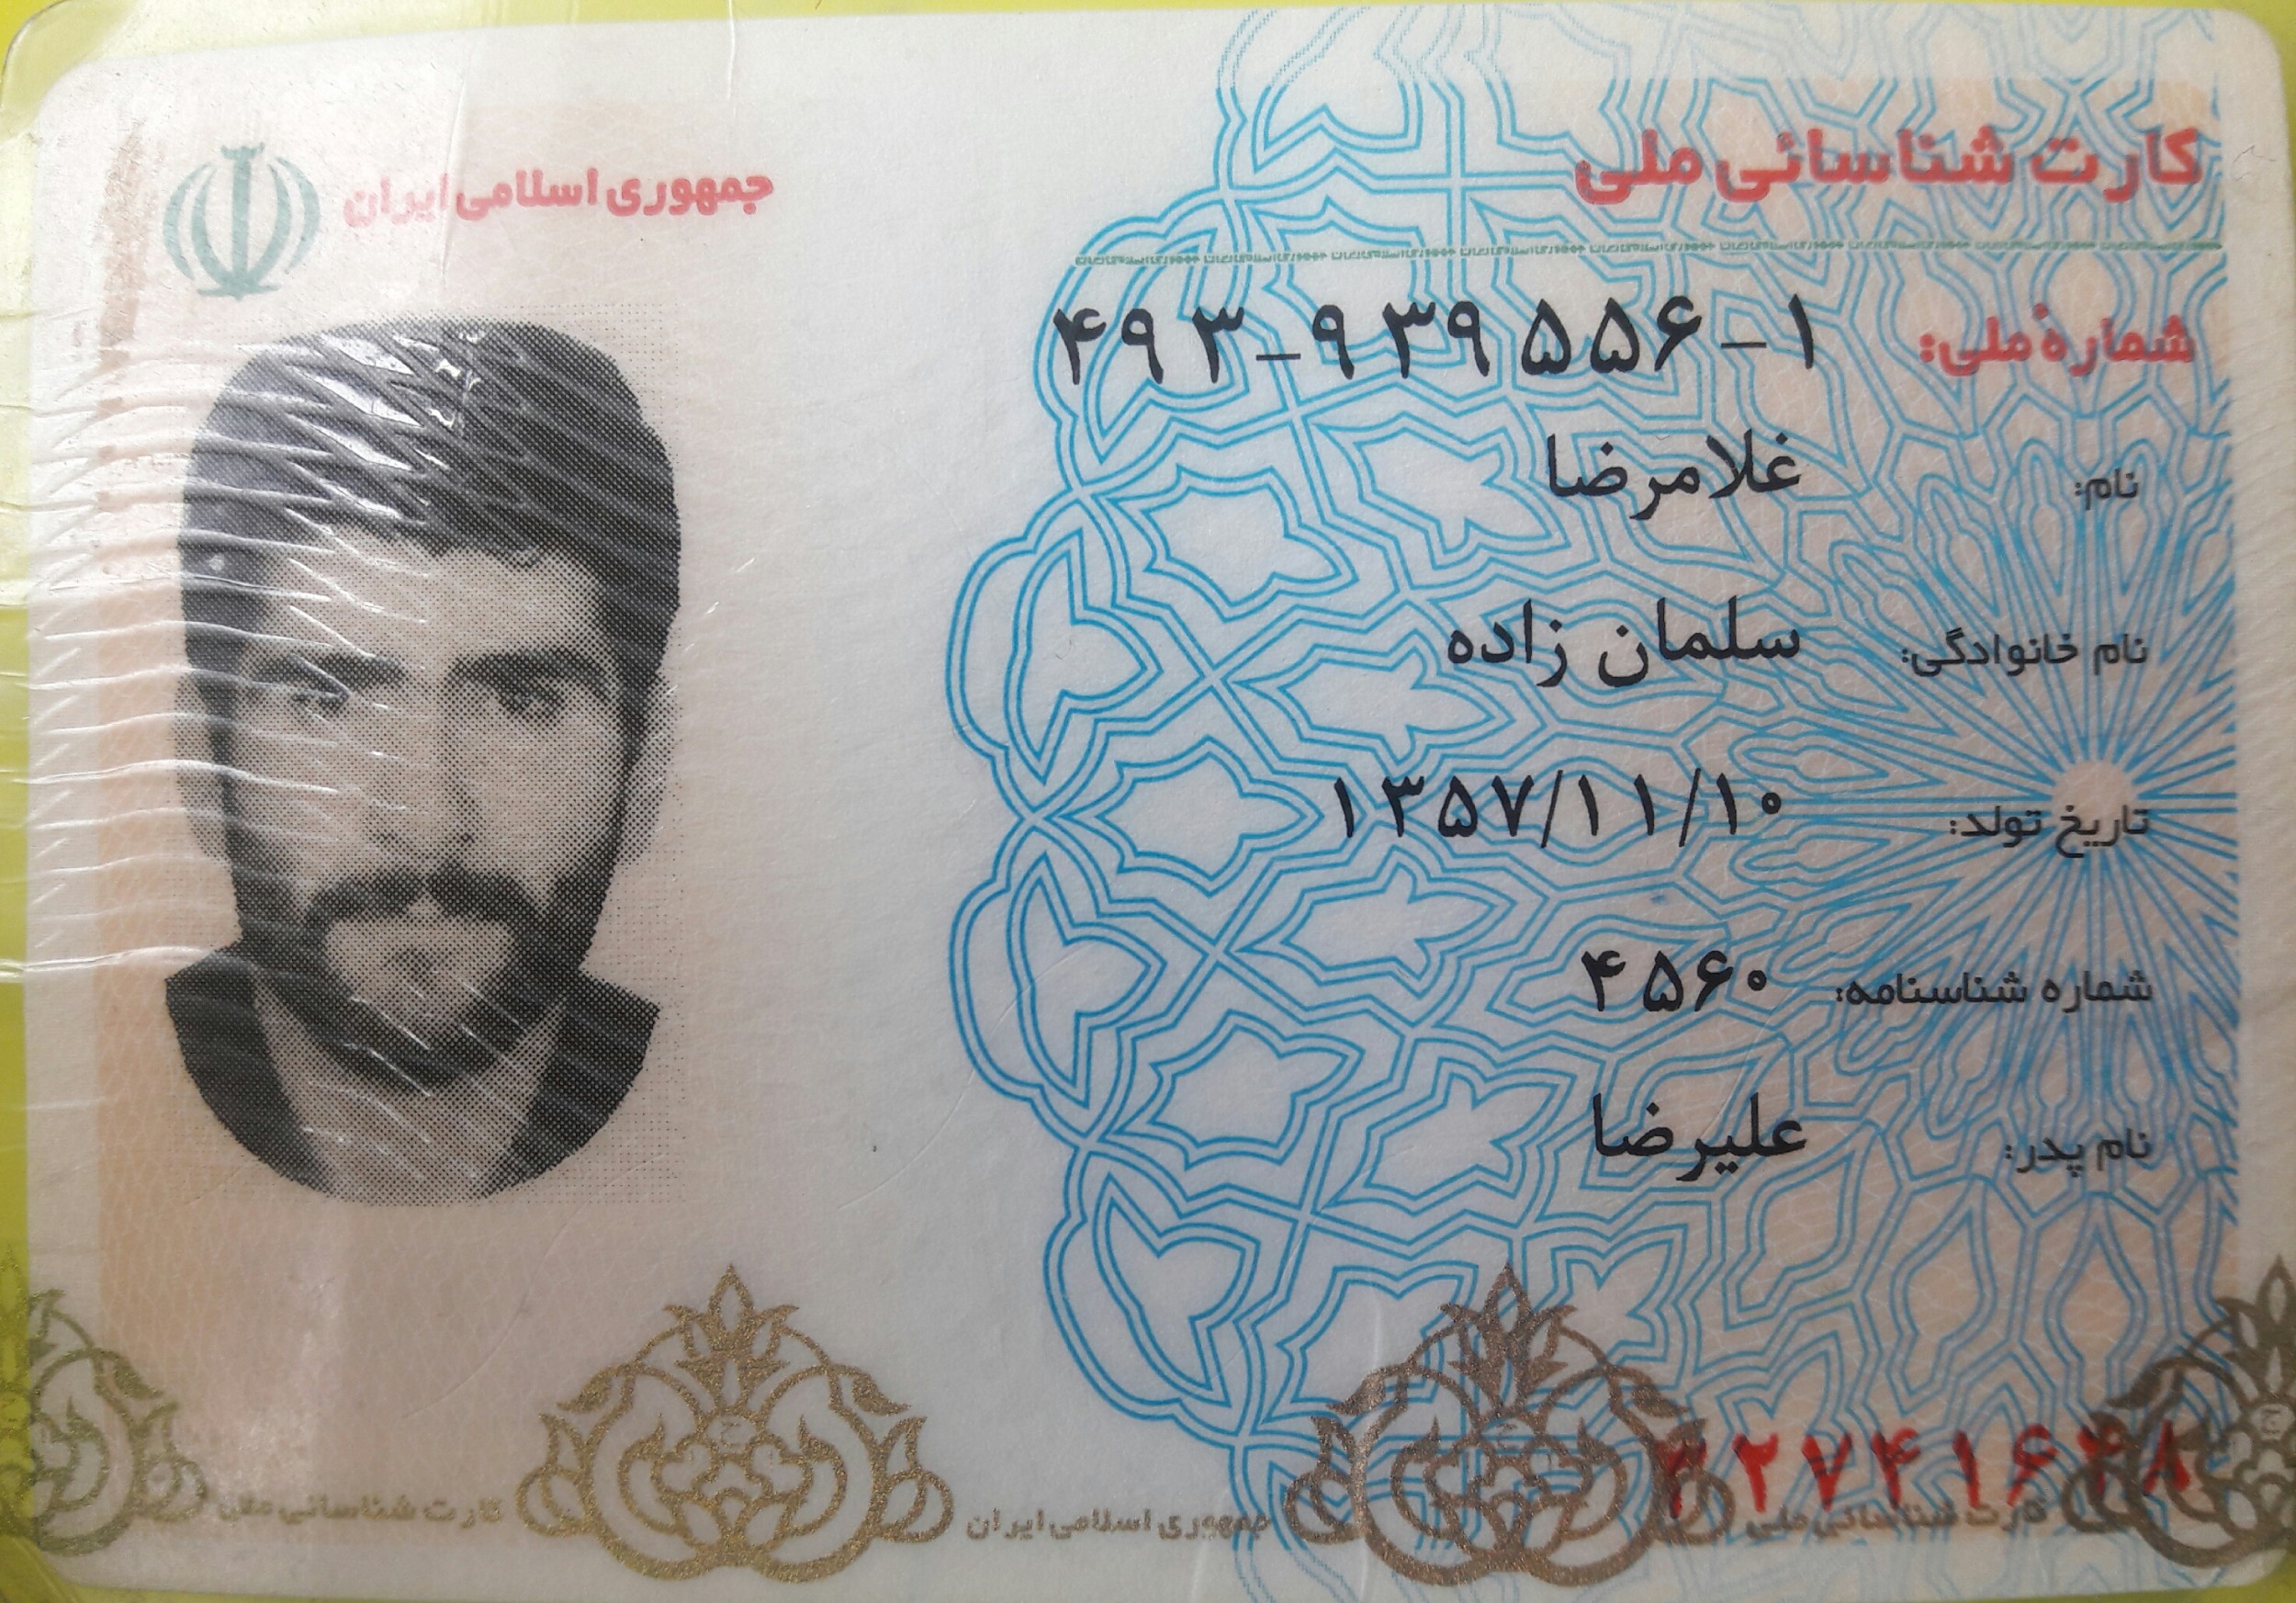 کارت شناسائی ملی
جمهوری اسلامی ایران
شمارهٔ ملی: ۴۹۳-۹۳۹۵۵۶-۱
نام: غلامرضا
نام خانوادگی: سلمان زاده
تاریخ تولد: ۱۳۵۷/۱۱/۱۰
شماره شناسنامه: ۴۵۶۰
نام پدر: علیرضا
کارت شناسائی ملی جمهوری اسلامی ایران کارت شناسائی ملی